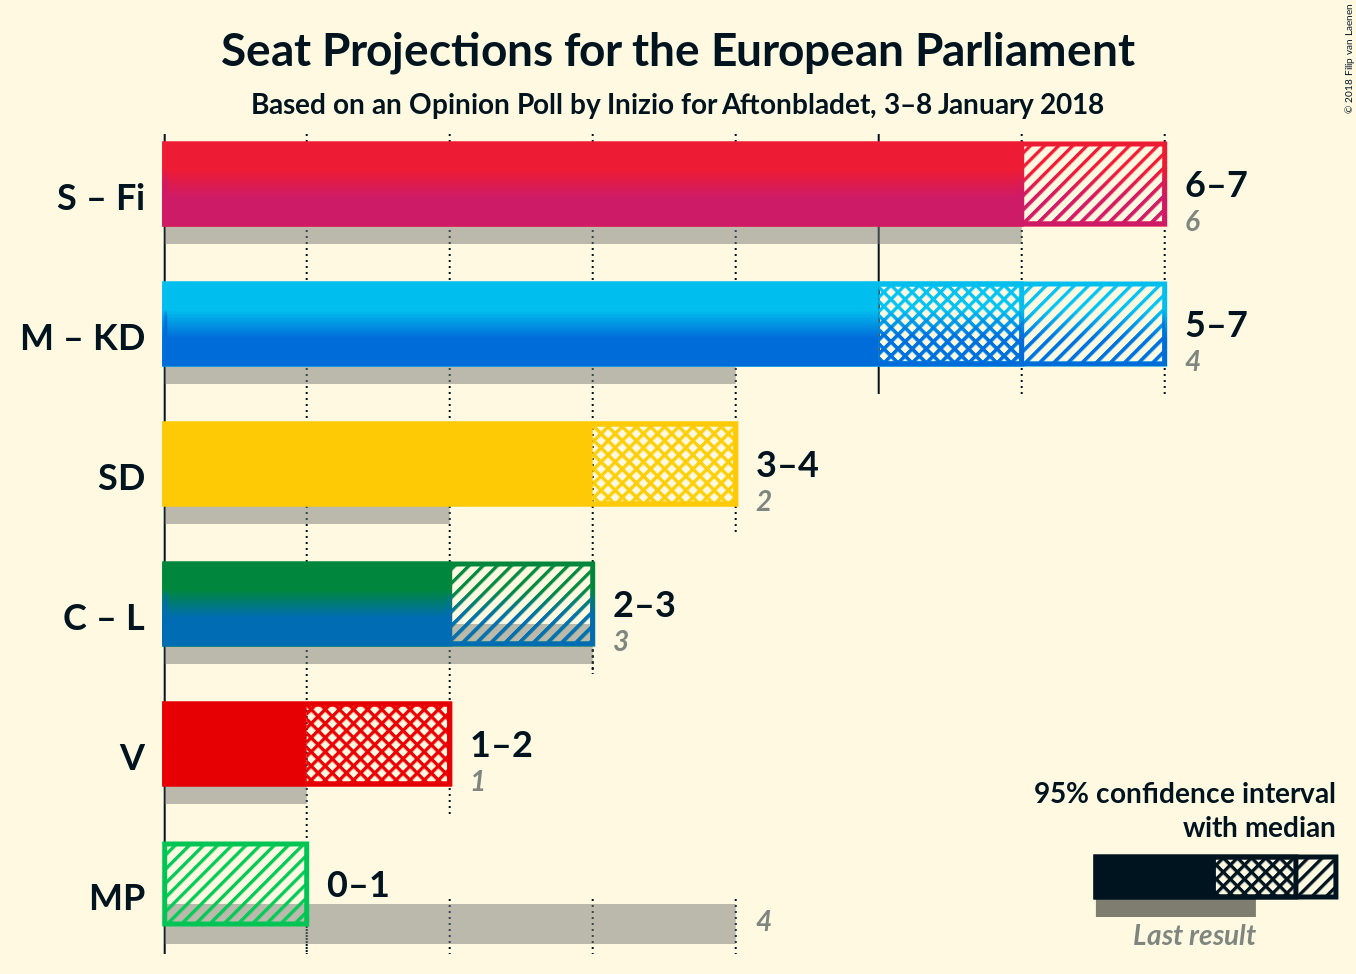 Seat Projections for the European Parliament
Based on an Opinion Poll by Inizio for Aftonbladet, 3–8 January 2018
© 2018 Filip van Laenen
S – Fi
6–7
6
M – KD
5–7
4
SD
3–4
2
C – L
2–3
3
V
1–2
1
MP
0–1
4
95% confidence interval
with median
Last result